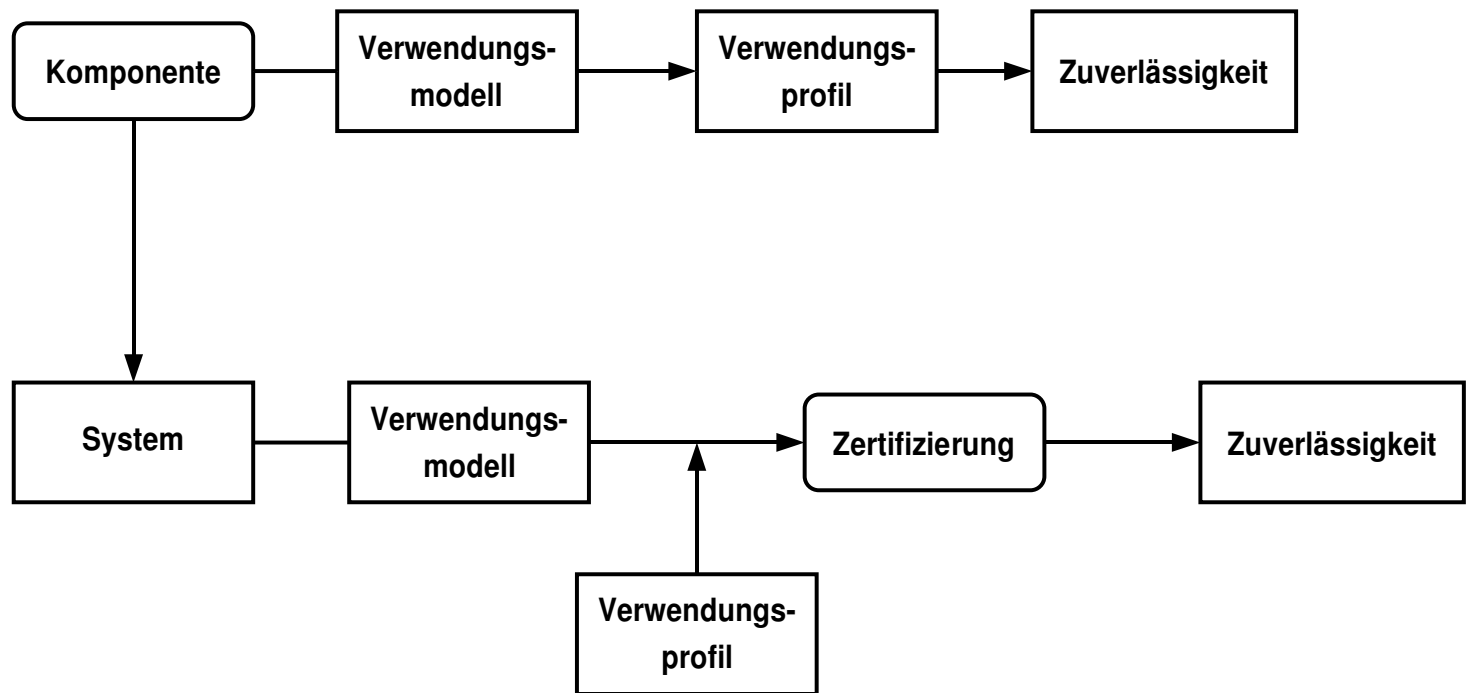 Komponente
Verwendungs-
modell
Verwendungs-
profil
Zuverlässigkeit
System
Verwendungs-
modell
Zertifizierung
Zuverlässigkeit
Verwendungs-
profil